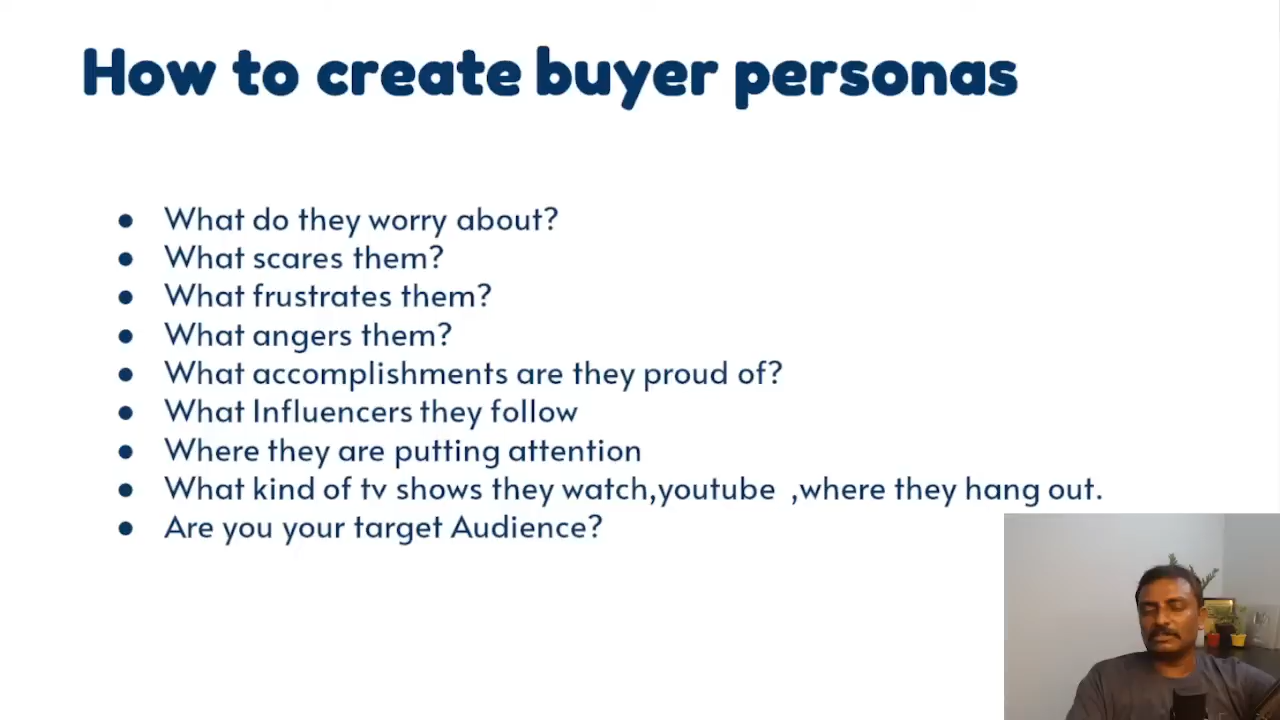 How to create buyer personas
● What do they worry about?
● What scares them?
● What frustrates them?
● What angers them?
● What accomplishments are they proud of?
● What Influencers they follow
● Where they are putting attention
● What kind of tv shows they watch,youtube ,where they hang out.
● Are you your target Audience?